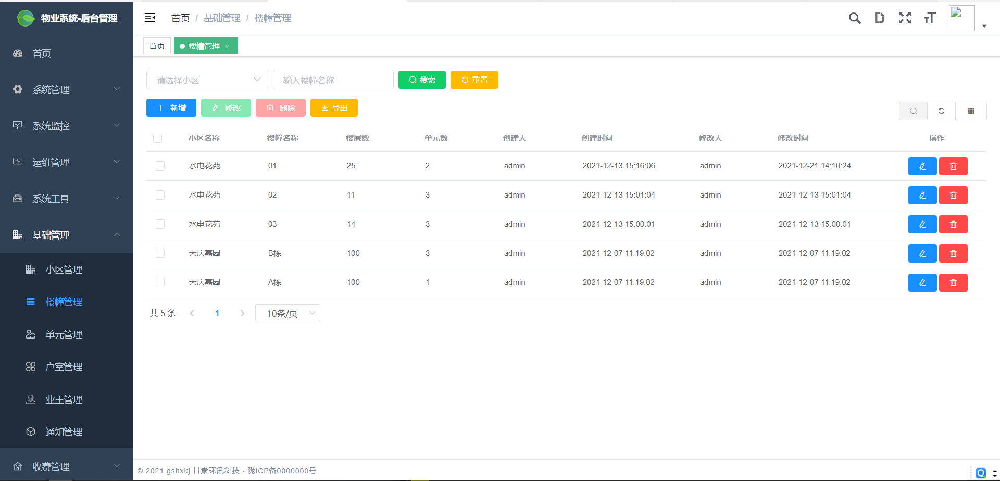 物业系统-后台管理
首页
系统管理
系统监控
运维管理
系统工具
基础管理
小区管理
楼幢管理
单元管理
户室管理
业主管理
通知管理
收费管理
首页 / 基础管理 / 楼幢管理
首页 楼幢管理 ×
请选择小区 输入楼幢名称 搜索 重置
新增 修改 删除 导出
小区名称 楼幢名称 楼层数 单元数 创建人 创建时间 修改人 修改时间 操作
水电花苑 01 25 2 admin 2021-12-13 15:16:06 admin 2021-12-21 14:10:24
水电花苑 02 11 3 admin 2021-12-13 15:01:04 admin 2021-12-13 15:01:04
水电花苑 03 14 3 admin 2021-12-13 15:00:01 admin 2021-12-13 15:00:01
天庆嘉园 B栋 100 3 admin 2021-12-07 11:19:02 admin 2021-12-07 11:19:02
天庆嘉园 A栋 100 1 admin 2021-12-07 11:19:02 admin 2021-12-07 11:19:02
共 5 条 1 10条/页
© 2021 gshxkj 甘肃环讯科技 · 陇ICP备0000000号